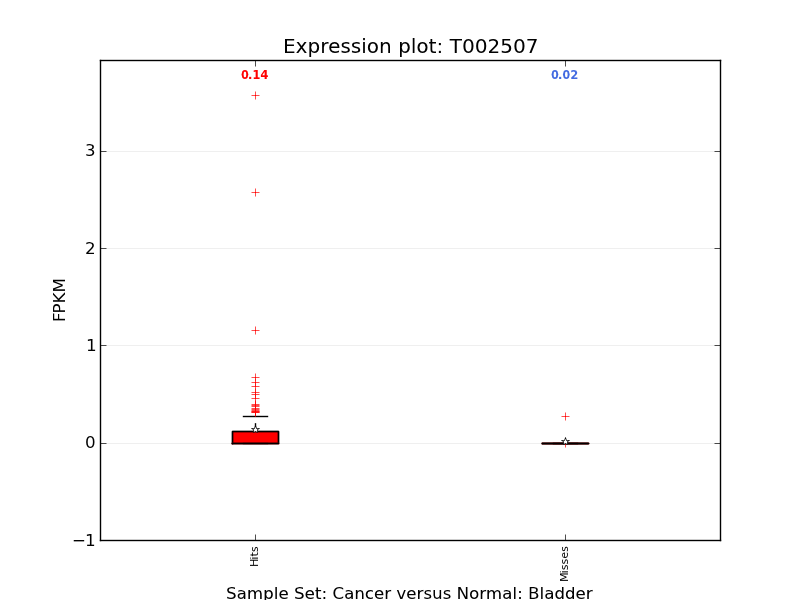 Expression plot: T002507
0.14
0.02
3
2
1
0
−1
FPKM
Hits
Misses
Sample Set: Cancer versus Normal: Bladder